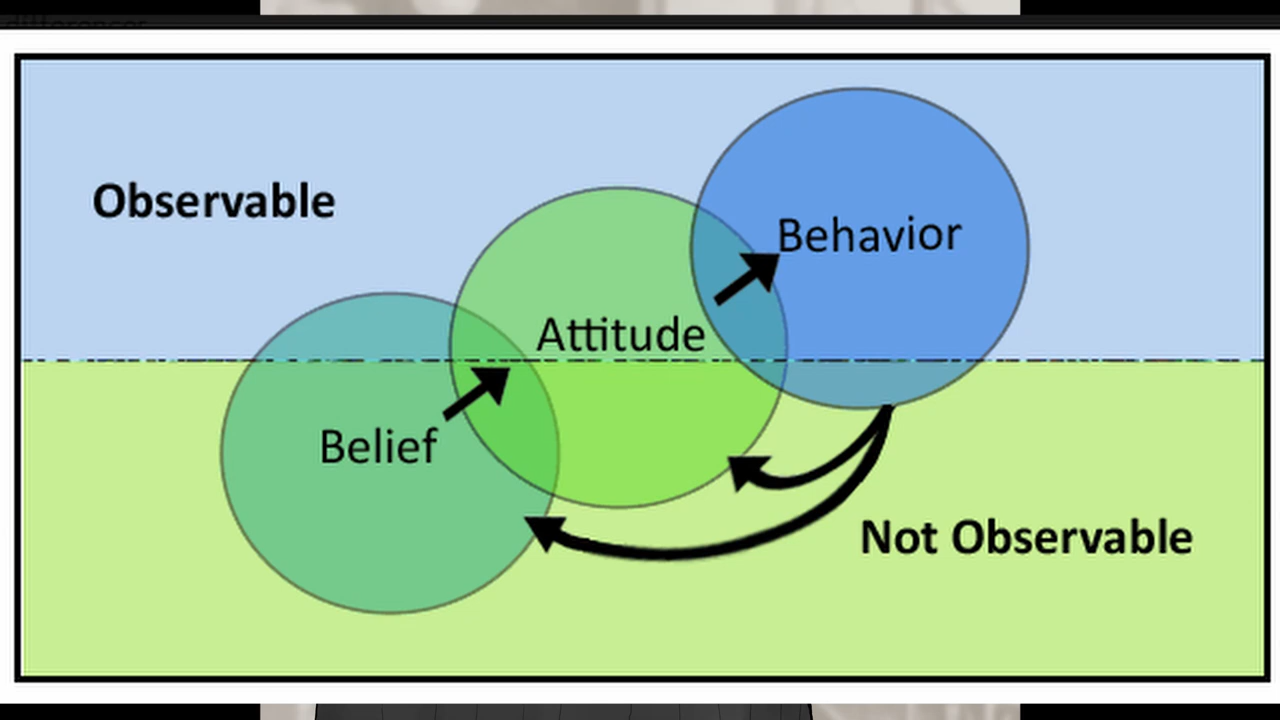 Observable
Behavior
Attitude
Belief
Not Observable